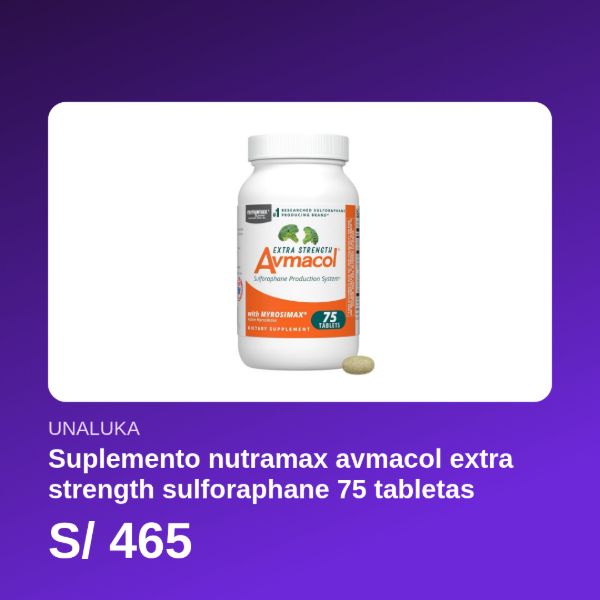 NUTRAMAX
#1 RESEARCHED SULFORAPHANE
PRODUCING BRAND*
EXTRA STRENGTH
Avmacol®
Sulforaphane Production System®
with MYROSIMAX®
75
TABLETS
DIETARY SUPPLEMENT
UNALUKA
Suplemento nutramax avmacol extra
strength sulforaphane 75 tabletas
S/ 465